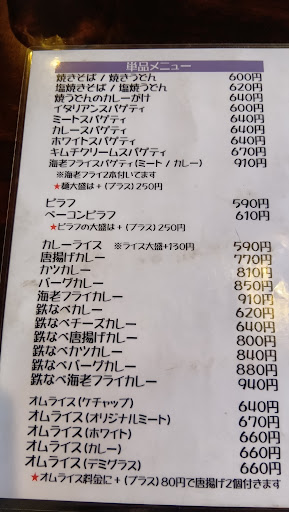 単品メニュー
焼きそば / 焼きうどん 600円
塩焼きそば / 塩焼うどん 620円
焼うどんのカレーがけ 640円
イタリアンスパゲティ 600円
ミートスパゲティ 640円
カレースパゲティ 640円
ホワイトスパゲティ 640円
キムチクリームスパゲティ 670円
海老フライスパゲティ(ミート / カレー) 910円
※海老フライ2本付いてます
★麺大盛は + (プラス) 250円
ピラフ 590円
ベーコンピラフ 610円
★ピラフの大盛は + (プラス) 250円
カレーライス ※ライス大盛+130円 590円
唐揚げカレー 770円
カツカレー 810円
バーグカレー 850円
海老フライカレー 910円
鉄なべカレー 620円
鉄なべチーズカレー 640円
鉄なべ唐揚げカレー 800円
鉄なべカツカレー 840円
鉄なべバーグカレー 880円
鉄なべ海老フライカレー 940円
オムライス(ケチャップ) 640円
オムライス(オリジナルミート) 670円
オムライス(ホワイト) 660円
オムライス(カレー) 660円
オムライス(デミグラス) 660円
★オムライス料金に + (プラス) 80円で唐揚げ2個付きます